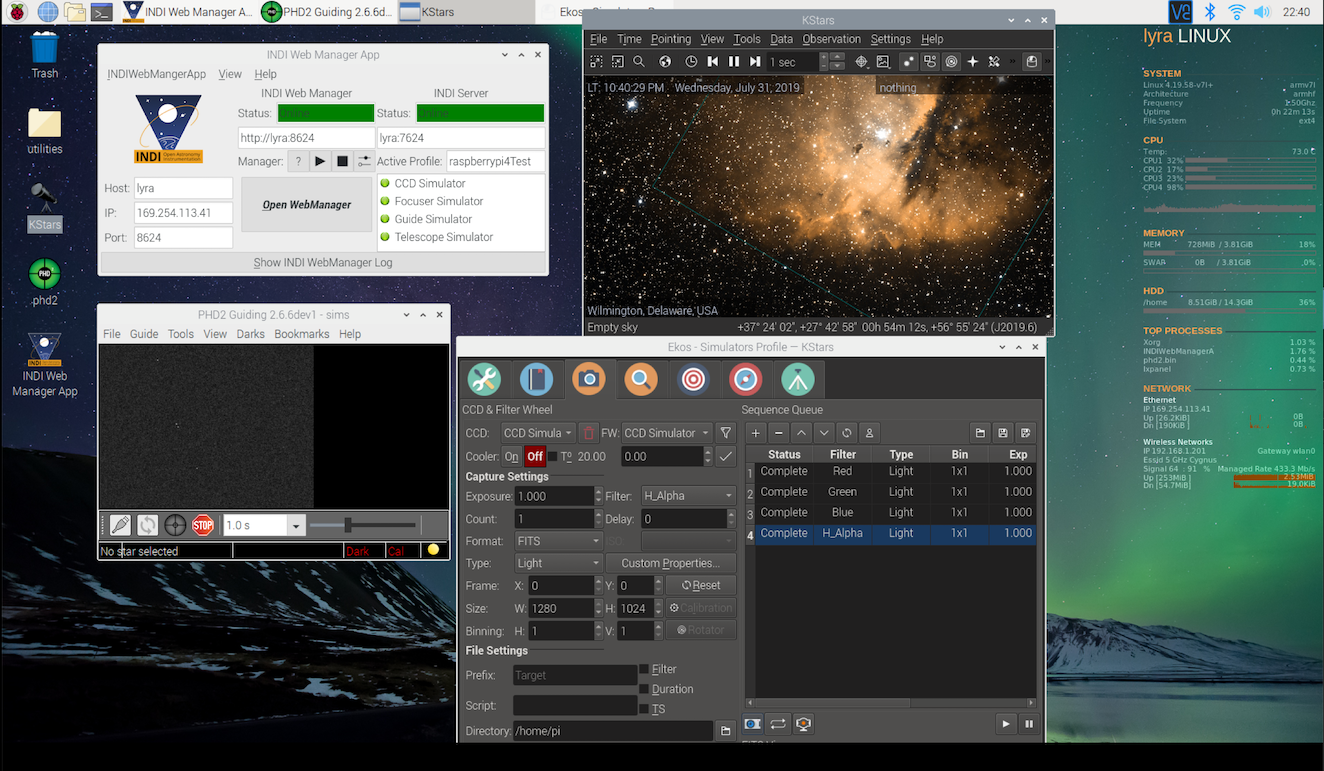 INDI Web Manager A...
PHD2 Guiding 2.6.6d...
KStars
V2
22:40
Trash
utilities
KStars
PHD
phd2
INDI
INDI Web
Manager App
INDI Web Manager App
INDIWebMangerApp View Help
INDI Web Manager INDI Server
Status: Online Status: Online
http://lyra:8624 lyra:7624
Manager: ? Active Profile: raspberrypi4Test
INDI Open Astronomy Instrumentation
Host: lyra
IP: 169.254.113.41
Port: 8624
Open WebManager
CCD Simulator
Focuser Simulator
Guide Simulator
Telescope Simulator
Show INDI WebManager Log
PHD2 Guiding 2.6.6dev1 - sims
File Guide Tools View Darks Bookmarks Help
STOP 1.0 s
No star selected Dark Cal
KStars
File Time Pointing View Tools Data Observation Settings Help
1 sec
LT: 10:40:29 PM Wednesday, July 31, 2019 nothing
Wilmington, Delaware, USA
Empty sky +37° 24' 02", +27° 42' 58" 00h 54m 12s, +56° 55' 24" (J2019.6)
Ekos - Simulators Profile — KStars
CCD & Filter Wheel
CCD: CCD Simula FW: CCD Simulator
Cooler: On Off T° 20.00 0.00
Capture Settings
Exposure: 1.000 Filter: H_Alpha
Count: 1 Delay: 0
Format: FITS ISO:
Type: Light Custom Properties...
Frame: X: 0 Y: 0 Reset
Size: W: 1280 H: 1024 Calibration
Binning: H: 1 V: 1 Rotator...
File Settings
Prefix: Target Filter
Duration
Script: TS
Directory: /home/pi
Sequence Queue
Status Filter Type Bin Exp
1 Complete Red Light 1x1 1.000
2 Complete Green Light 1x1 1.000
3 Complete Blue Light 1x1 1.000
4 Complete H_Alpha Light 1x1 1.000
lyra LINUX
SYSTEM
Linux 4.19.58-v7l+ armv7l
Architecture armhf
Frequency 1.50Ghz
Uptime 0h 22m 13s
File System ext4
CPU
Temp: 73.0 C
CPU1 32%
CPU2 17%
CPU3 23%
CPU4 98%
MEMORY
MEM 728MiB / 3.81GiB 18%
SWAP 0B / 3.81GiB .0%
HDD
/home 8.51GiB / 14.3GiB 36%
TOP PROCESSES
Xorg 1.03 %
INDIWebManagerA 1.76 %
phd2.bin 0.44 %
lxpanel 0.73 %
NETWORK
Ethernet
IP 169.254.113.41
Up [26.2KiB] 0B
Dn [190KiB ] 0B
Wireless Networks
IP 192.168.1.201 Gateway wlan0
Essid 5 GHz Cygnus
Signal 64 : 91 % Managed Rate 433.3 Mb/s
Up [253MiB ] 2.53MiB
Dn [54.7MiB] 19.0KiB